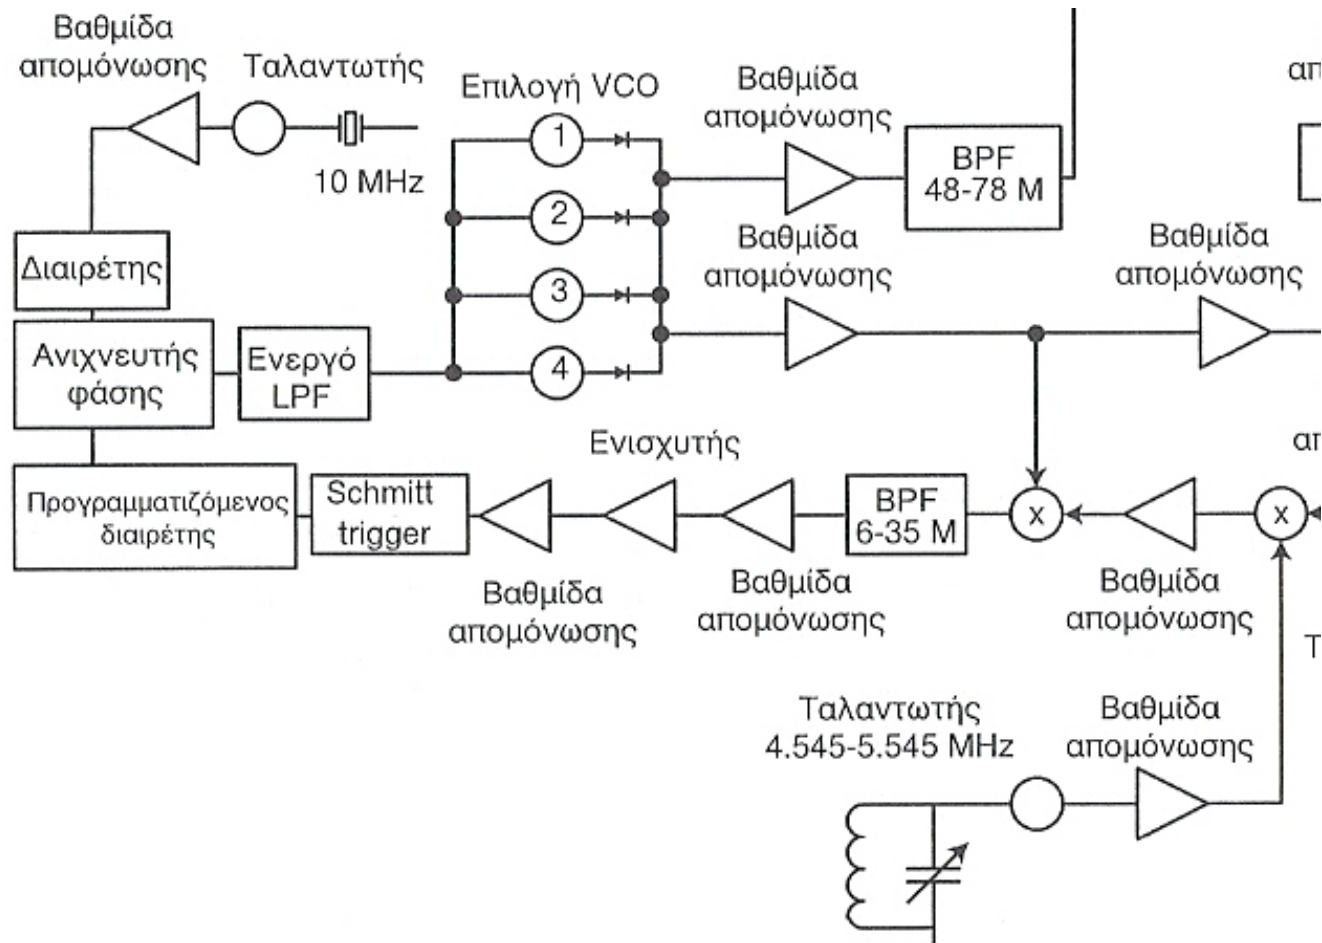 Βαθμίδα
απομόνωσης
Ταλαντωτής
10 MHz
Επιλογή VCO
1
2
3
4
Βαθμίδα
απομόνωσης
BPF
48-78 M
απ
Διαιρέτης
Βαθμίδα
απομόνωσης
Βαθμίδα
απομόνωσης
Ανιχνευτής
φάσης
Ενεργό
LPF
Ενισχυτής
απ
Προγραμματιζόμενος
διαιρέτης
Schmitt
trigger
BPF
6-35 M
x
x
Βαθμίδα
απομόνωσης
Βαθμίδα
απομόνωσης
Βαθμίδα
απομόνωσης
Τ
Ταλαντωτής
4.545-5.545 MHz
Βαθμίδα
απομόνωσης